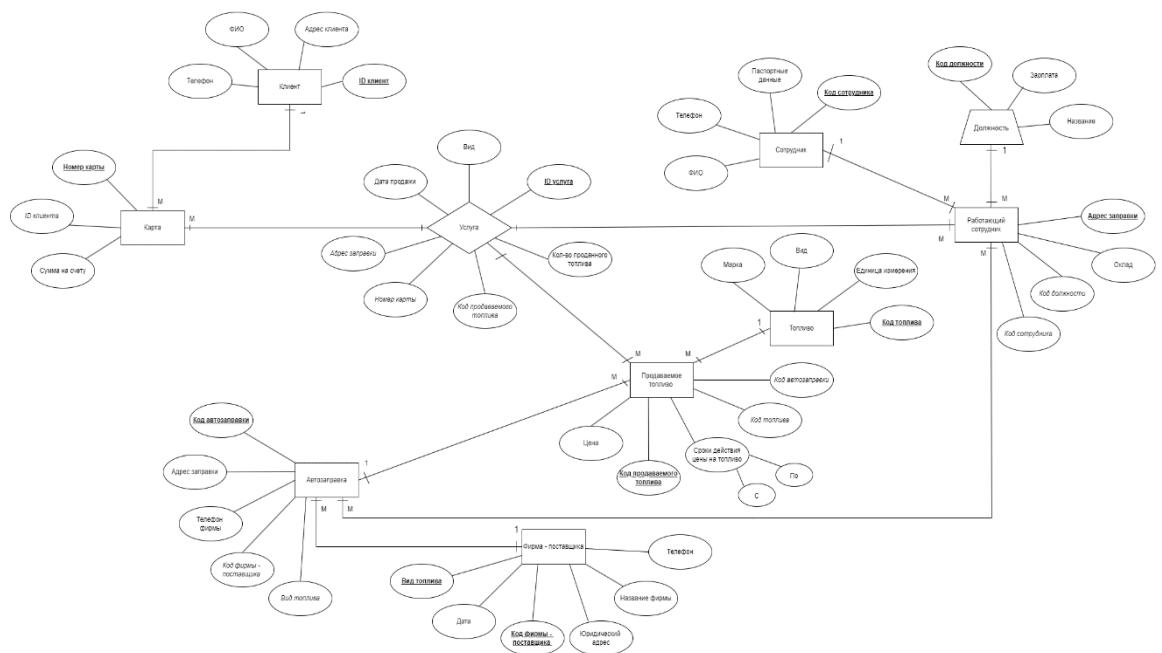 ФИО
Адрес клиента
Телефон
ID клиент
Клиент
1
М
Номер карты
ID клиента
Карта
Сумма на счету
М
Вид
Дата продажи
ID услуга
Услуга
Адрес заправки
Кол-во проданного
топлива
Номер карты
Код продаваемого
топлива
Паспортные
данные
Код сотрудника
Телефон
Сотрудник
ФИО
1
М
Код должности
Зарплата
Название
Должность
1
М
Работающий
сотрудник
Адрес заправки
Оклад
Код должности
Код сотрудника
М
М
Марка
Вид
Единица измерения
Топливо
Код топлива
1
М
М
М
Продаваемое
топливо
Код автозаправки
Код топлива
Цена
Код продаваемого
топлива
Сроки действия
цены на топливо
С
По
Код автозаправки
Адрес заправки
Автозаправка
1
Телефон
фирмы
Код фирмы -
поставщика
Вид топлива
М
М
1
Фирма - поставщика
Телефон
Вид топлива
Название фирмы
Дата
Код фирмы -
поставщика
Юридический
адрес